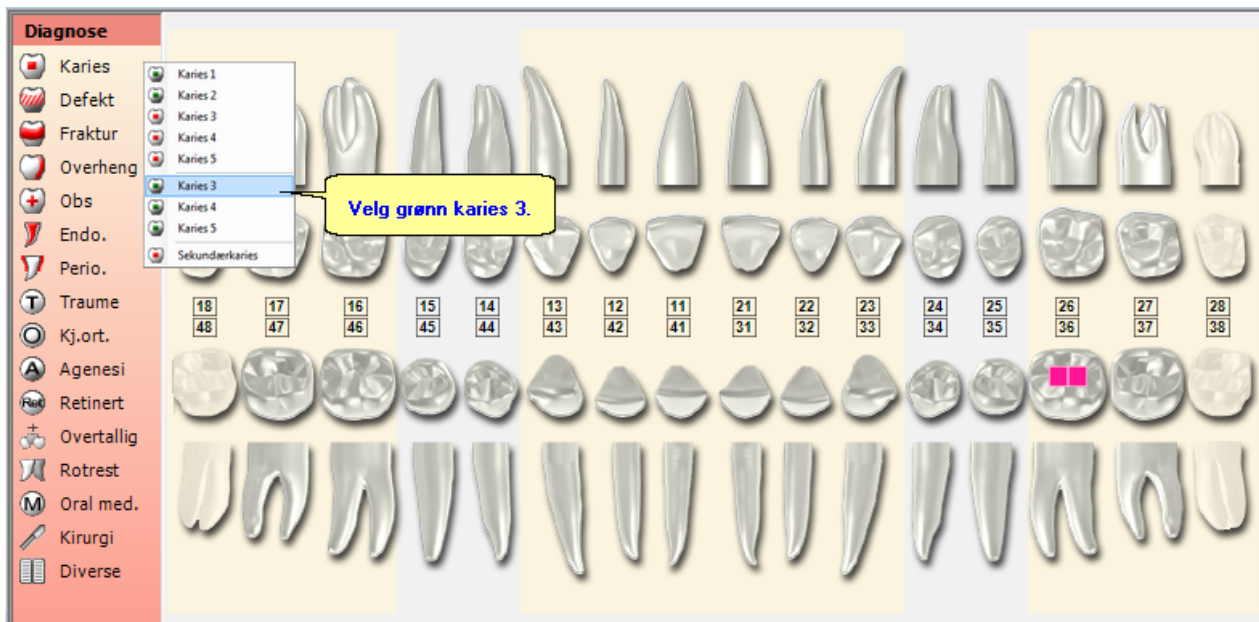 Diagnose
Karies
Defekt
Fraktur
Overheng
Obs
Endo.
Perio.
T Traume
Kj.ort.
A Agenesi
Ret Retinert
Overtallig
Rotrest
M Oral med.
Kirurgi
Diverse
Karies 1
Karies 2
Karies 3
Karies 4
Karies 5
Karies 3
Karies 4
Karies 5
Sekundærkaries
Velg grønn karies 3.
18 17 16 15 14 13 12 11 21 22 23 24 25 26 27 28
48 47 46 45 44 43 42 41 31 32 33 34 35 36 37 38